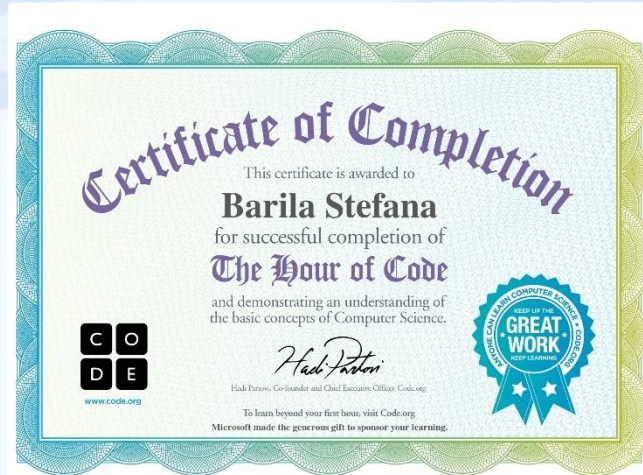 Certificate of Completion
This certificate is awarded to
Barila Stefana
for successful completion of
The Hour of Code
and demonstrating an understanding of
the basic concepts of Computer Science.
Hadi Partovi
Hadi Partovi, Co-founder and Chief Executive Officer, Code.org
To learn beyond your first hour, visit Code.org
Microsoft made the generous gift to sponsor your learning.
C O
D E
www.code.org
ANYONE CAN LEARN COMPUTER SCIENCE • CODE.ORG
KEEP UP THE
GREAT
WORK
KEEP LEARNING